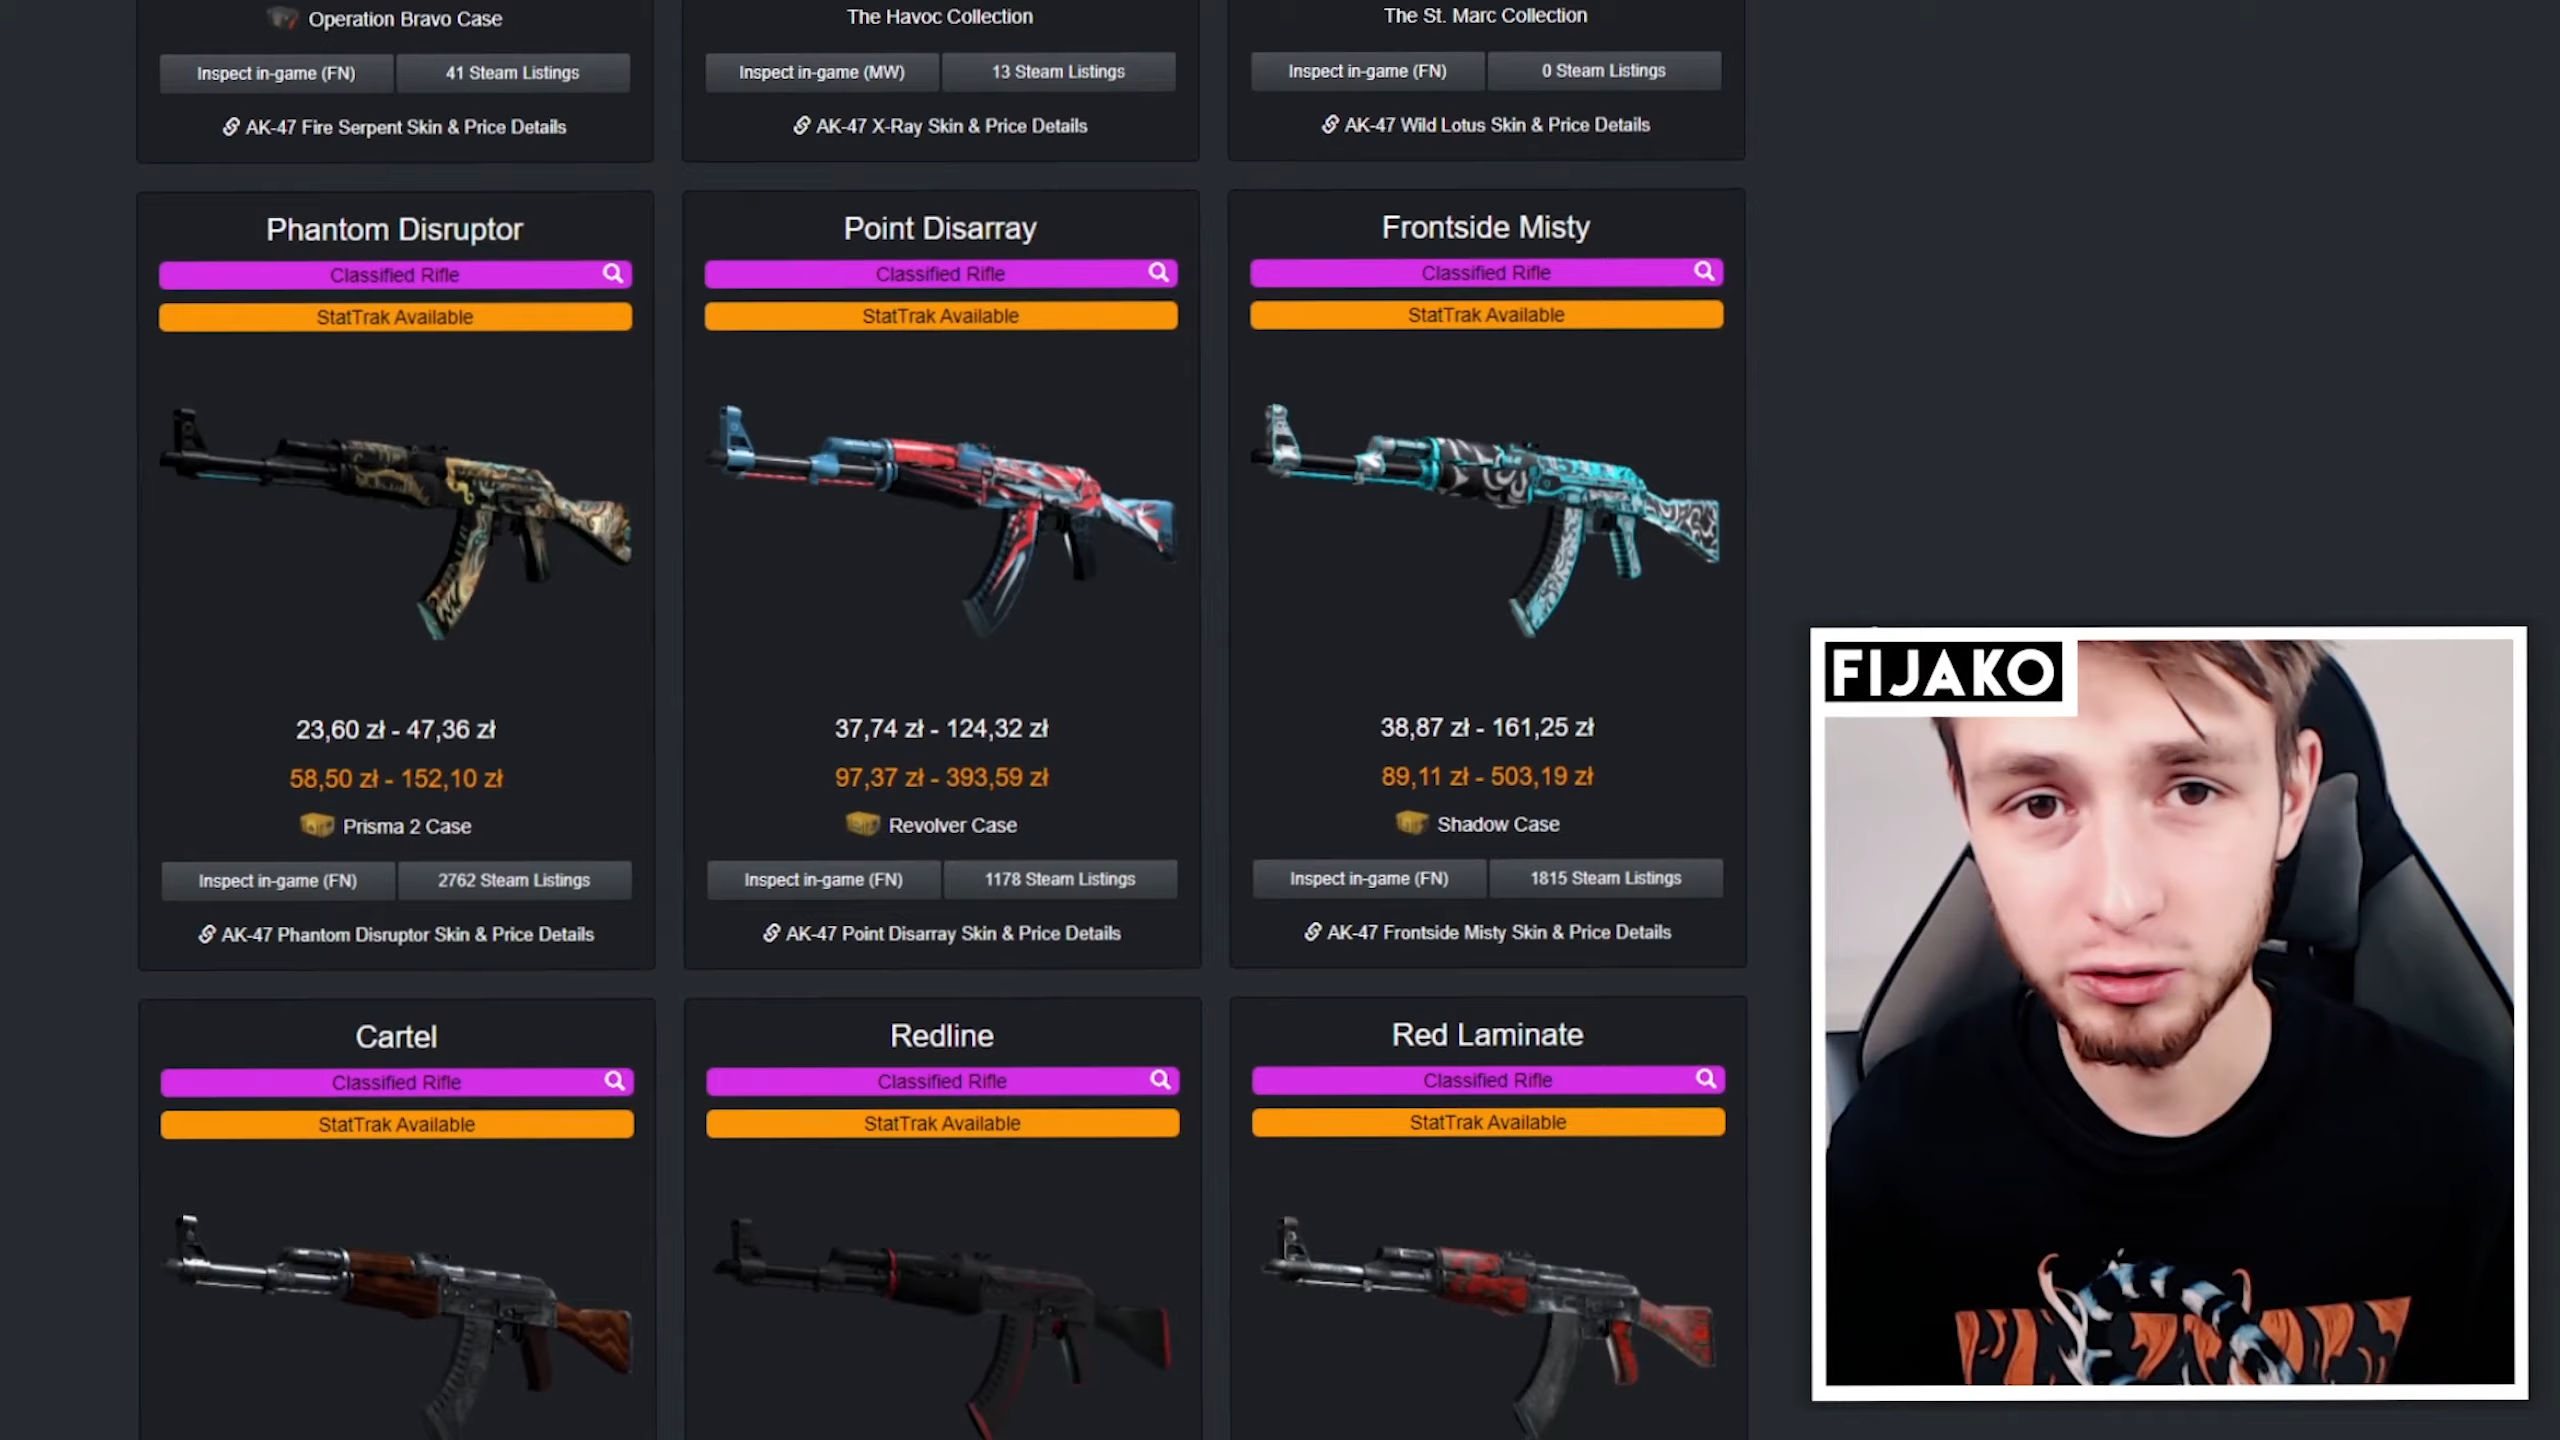 Operation Bravo Case
Inspect in-game (FN)
41 Steam Listings
AK-47 Fire Serpent Skin & Price Details
The Havoc Collection
Inspect in-game (MW)
13 Steam Listings
AK-47 X-Ray Skin & Price Details
The St. Marc Collection
Inspect in-game (FN)
0 Steam Listings
AK-47 Wild Lotus Skin & Price Details
Phantom Disruptor
Classified Rifle
StatTrak Available
23,60 zł - 47,36 zł
58,50 zł - 152,10 zł
Prisma 2 Case
Inspect in-game (FN)
2762 Steam Listings
AK-47 Phantom Disruptor Skin & Price Details
Point Disarray
Classified Rifle
StatTrak Available
37,74 zł - 124,32 zł
97,37 zł - 393,59 zł
Revolver Case
Inspect in-game (FN)
1178 Steam Listings
AK-47 Point Disarray Skin & Price Details
Frontside Misty
Classified Rifle
StatTrak Available
38,87 zł - 161,25 zł
89,11 zł - 503,19 zł
Shadow Case
Inspect in-game (FN)
1815 Steam Listings
AK-47 Frontside Misty Skin & Price Details
Cartel
Classified Rifle
StatTrak Available
Redline
Classified Rifle
StatTrak Available
Red Laminate
Classified Rifle
StatTrak Available
FIJAKO